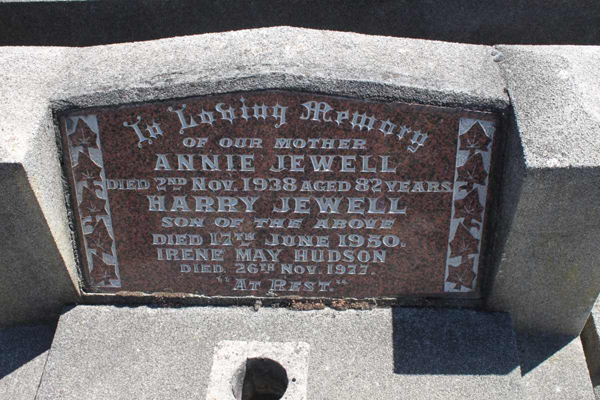 In Loving Memory
OF OUR MOTHER
ANNIE JEWELL
DIED 2ND NOV. 1938 AGED 82 YEARS
HARRY JEWELL
SON OF THE ABOVE
DIED 17TH JUNE 1950.
IRENE MAY HUDSON
DIED 26TH NOV. 1977.
"AT REST."